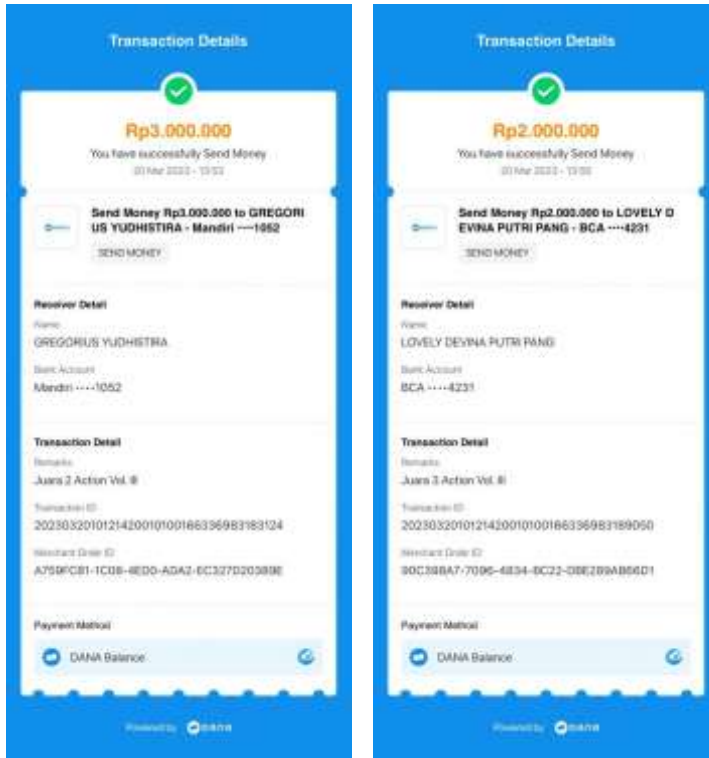 Transaction Details
Rp3.000.000
You have successfully Send Money
Send Money Rp3.000.000 to GREGORI
US YUDHISTIRA - Mandiri ····1052
SEND MONEY
Receiver Detail
Name
GREGORIUS YUDHISTIRA
Bank Account
Mandiri ····1052
Transaction Detail
Remarks
Juara 2 Action Vol. III
Transaction ID
Merchant Order ID
Payment Method
DANA Balance
Powered by DANA
Transaction Details
Rp2.000.000
You have successfully Send Money
Send Money Rp2.000.000 to LOVELY D
EVINA PUTRI PANG - BCA ····4231
SEND MONEY
Receiver Detail
Name
LOVELY DEVINA PUTRI PANG
Bank Account
BCA ····4231
Transaction Detail
Remarks
Juara 3 Action Vol. III
Transaction ID
Merchant Order ID
Payment Method
DANA Balance
Powered by DANA